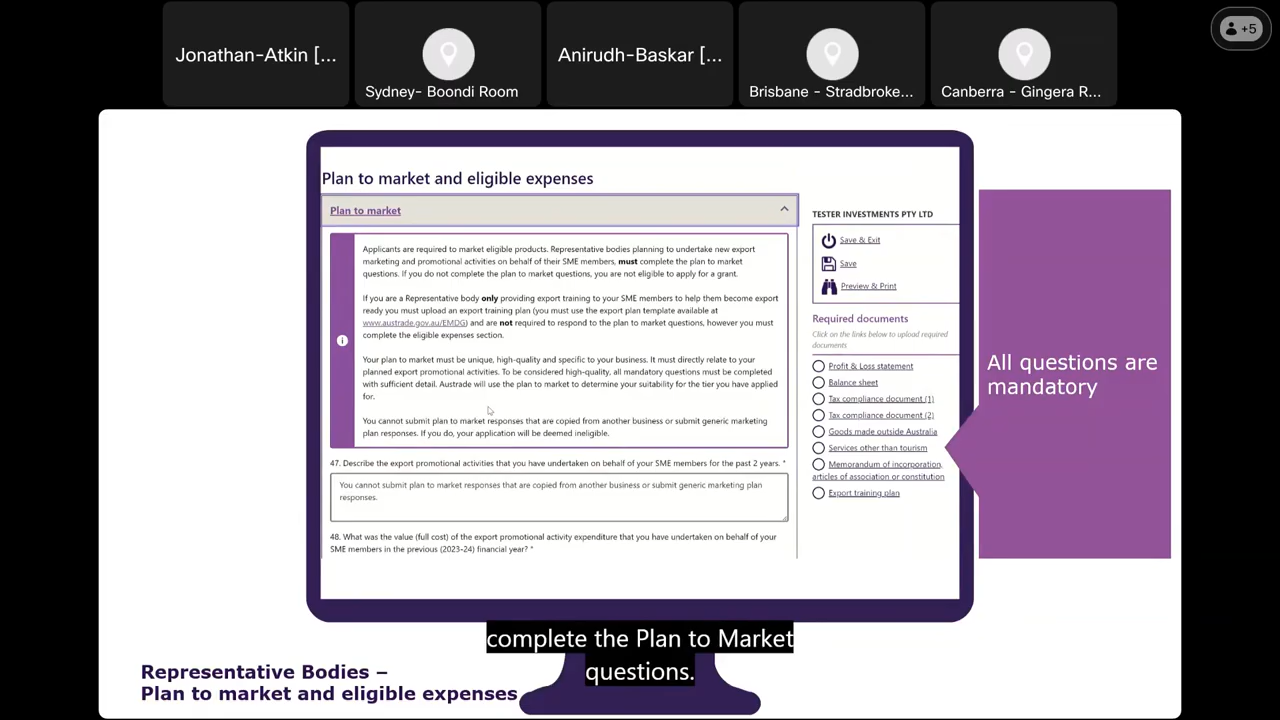 Jonathan-Atkin [...
Sydney- Boondi Room
Anirudh-Baskar [...
Brisbane - Stradbroke...
Canberra - Gingera R...
+5
Plan to market and eligible expenses
Plan to market
Applicants are required to market eligible products. Representative bodies planning to undertake new export
marketing and promotional activities on behalf of their SME members, must complete the plan to market
questions. If you do not complete the plan to market questions, you are not eligible to apply for a grant.
If you are a Representative body only providing export training to your SME members to help them become export
ready you must upload an export training plan (you must use the export plan template available at
www.austrade.gov.au/EMDG) and are not required to respond to the plan to market questions, however you must
complete the eligible expenses section.
Your plan to market must be unique, high-quality and specific to your business. It must directly relate to your
planned export promotional activities. To be considered high-quality, all mandatory questions must be completed
with sufficient detail. Austrade will use the plan to market to determine your suitability for the tier you have applied
for.
You cannot submit plan to market responses that are copied from another business or submit generic marketing
plan responses. If you do, your application will be deemed ineligible.
47. Describe the export promotional activities that you have undertaken on behalf of your SME members for the past 2 years. *
You cannot submit plan to market responses that are copied from another business or submit generic marketing plan
responses.
48. What was the value (full cost) of the export promotional activity expenditure that you have undertaken on behalf of your
SME members in the previous (2023-24) financial year? *
TESTER INVESTMENTS PTY LTD
Save & Exit
Save
Preview & Print
Required documents
Click on the links below to upload required
documents
Profit & Loss statement
Balance sheet
Tax compliance document (1)
Tax compliance document (2)
Goods made outside Australia
Services other than tourism
Memorandum of incorporation,
articles of association or constitution
Export training plan
All questions are
mandatory
complete the Plan to Market
questions.
Representative Bodies –
Plan to market and eligible expenses